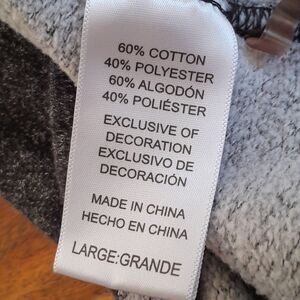 60% COTTON
40% POLYESTER
60% ALGODÓN
40% POLIÉSTER
EXCLUSIVE OF
DECORATION
EXCLUSIVO DE
DECORACIÓN
MADE IN CHINA
HECHO EN CHINA
LARGE:GRANDE